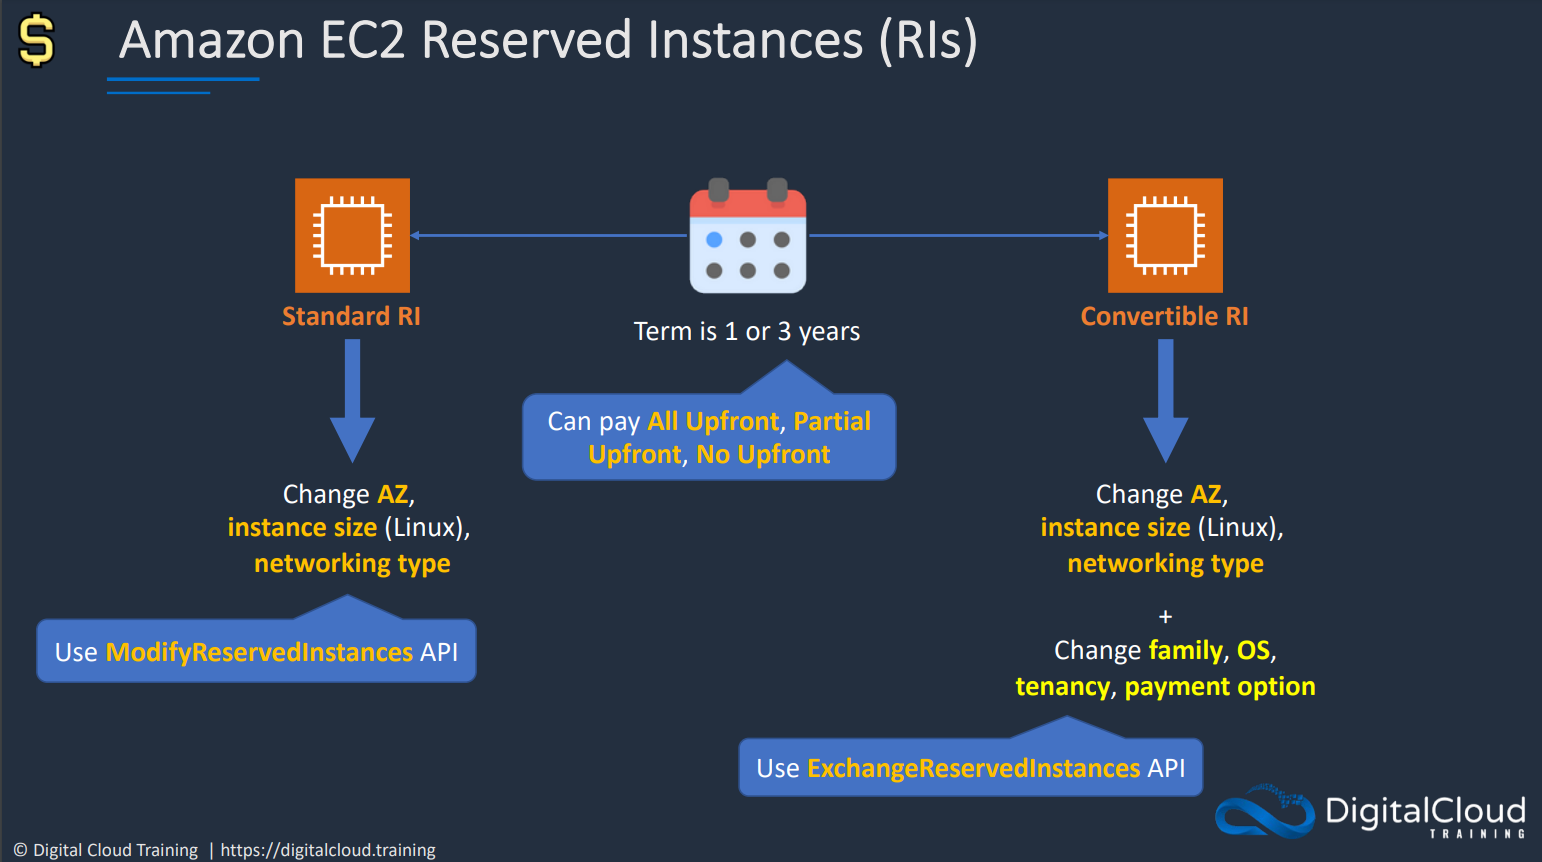 Amazon EC2 Reserved Instances (RIs)
Standard RI
Term is 1 or 3 years
Convertible RI
Can pay All Upfront, Partial
Upfront, No Upfront
Change AZ,
instance size (Linux),
networking type
Use ModifyReservedInstances API
Change AZ,
instance size (Linux),
networking type
+
Change family, OS,
tenancy, payment option
Use ExchangeReservedInstances API
DigitalCloud
TRAINING
© Digital Cloud Training | https://digitalcloud.training